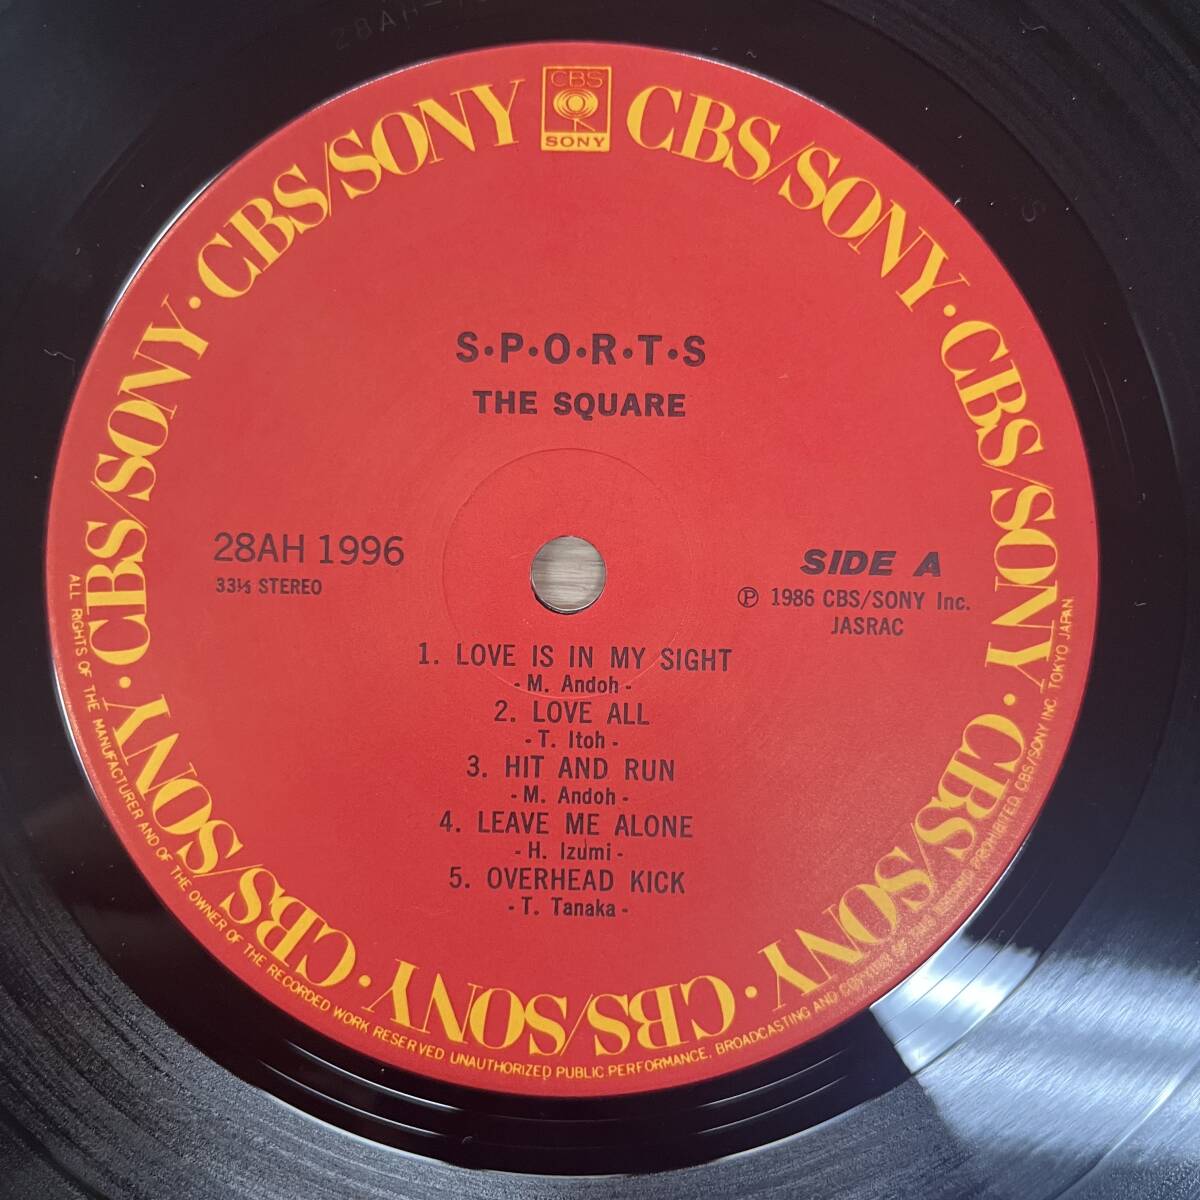 CBS
SONY
CBS/SONY · CBS/SONY · CBS/SONY · CBS/SONY · CBS/SONY · CBS/SONY · CBS/SONY · CBS/SONY
S·P·O·R·T·S
THE SQUARE
28AH 1996
33⅓ STEREO
SIDE A
Ⓟ 1986 CBS/SONY Inc.
JASRAC
1. LOVE IS IN MY SIGHT
- M. Andoh -
2. LOVE ALL
- T. Itoh -
3. HIT AND RUN
- M. Andoh -
4. LEAVE ME ALONE
- H. Izumi -
5. OVERHEAD KICK
- T. Tanaka -
ALL RIGHTS OF THE MANUFACTURER AND OF THE OWNER OF THE RECORDED WORK RESERVED UNAUTHORIZED PUBLIC PERFORMANCE, BROADCASTING AND COPYING OF THIS RECORD PROHIBITED CBS/SONY INC. TOKYO JAPAN